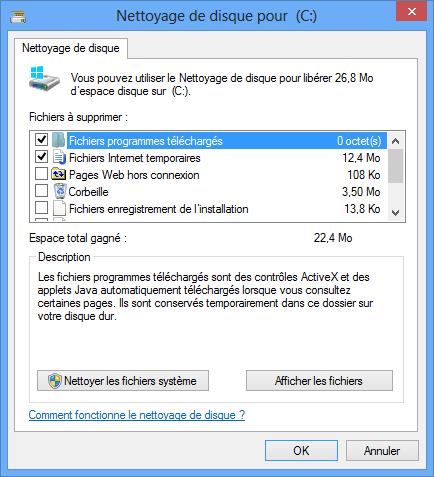 Nettoyage de disque pour (C:)
Nettoyage de disque
Vous pouvez utiliser le Nettoyage de disque pour libérer 26,8 Mo
d'espace disque sur (C:).
Fichiers à supprimer :
Fichiers programmes téléchargés 0 octet(s)
Fichiers Internet temporaires 12,4 Mo
Pages Web hors connexion 108 Ko
Corbeille 3,50 Mo
Fichiers enregistrement de l'installation 13,8 Ko
Espace total gagné : 22,4 Mo
Description
Les fichiers programmes téléchargés sont des contrôles ActiveX et des
applets Java automatiquement téléchargés lorsque vous consultez
certaines pages. Ils sont conservés temporairement dans ce dossier sur
votre disque dur.
Nettoyer les fichiers système
Afficher les fichiers
Comment fonctionne le nettoyage de disque ?
OK
Annuler